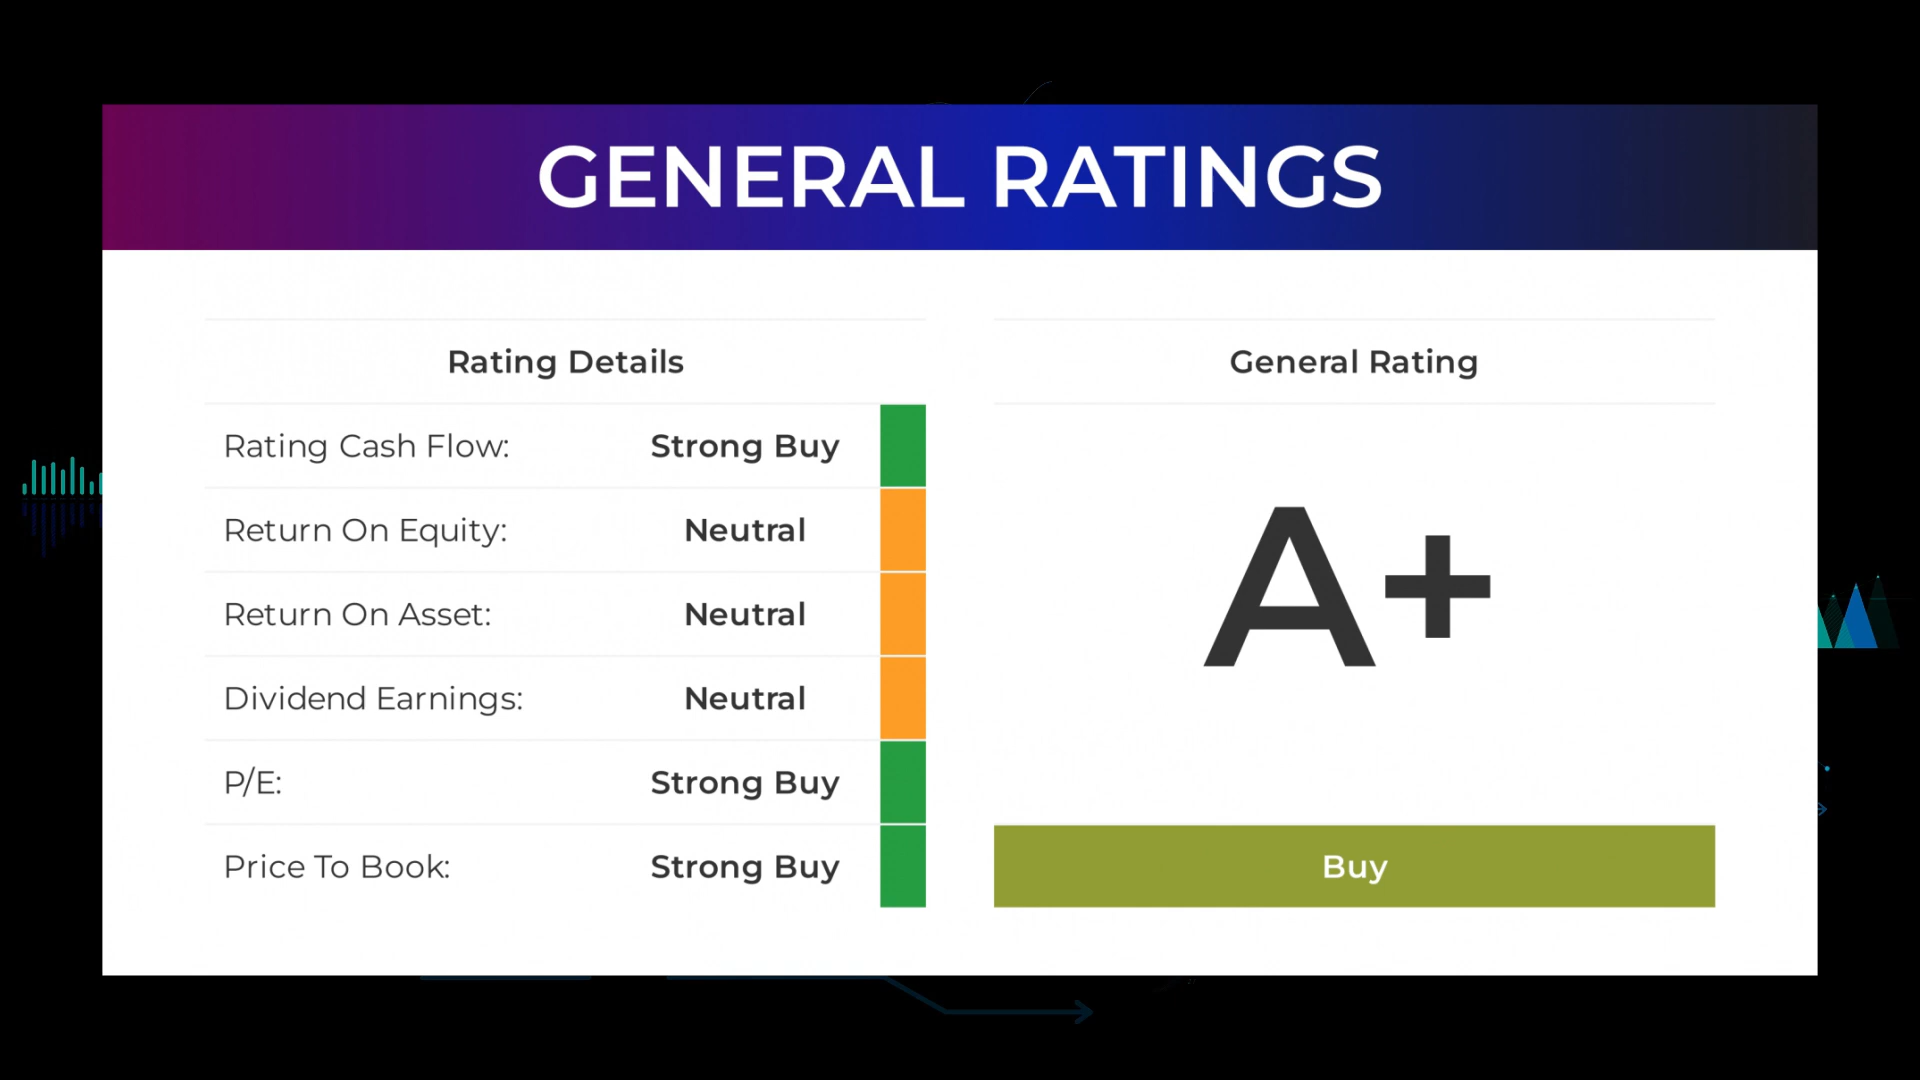 GENERAL RATINGS
Rating Details
Rating Cash Flow: Strong Buy
Return On Equity: Neutral
Return On Asset: Neutral
Dividend Earnings: Neutral
P/E: Strong Buy
Price To Book: Strong Buy
General Rating
A+
Buy